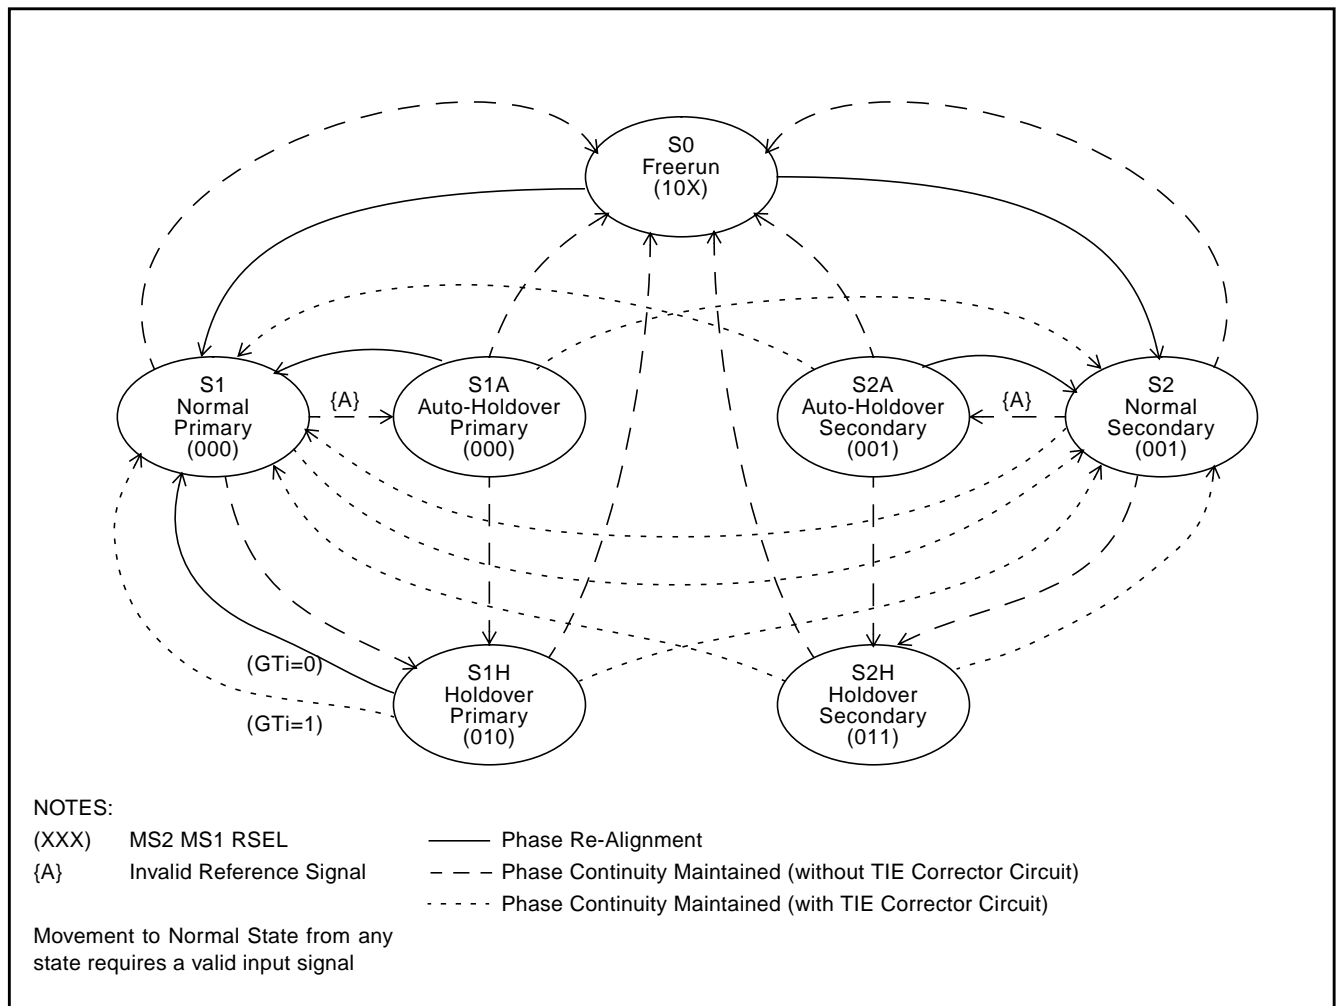 S0
Freerun
(10X)
S1
Normal
Primary
(000)
{A}
S1A
Auto-Holdover
Primary
(000)
S2A
Auto-Holdover
Secondary
(001)
{A}
S2
Normal
Secondary
(001)
(GTi=0)
(GTi=1)
S1H
Holdover
Primary
(010)
S2H
Holdover
Secondary
(011)
NOTES:
(XXX) MS2 MS1 RSEL
Phase Re-Alignment
{A} Invalid Reference Signal
Phase Continuity Maintained (without TIE Corrector Circuit)
Phase Continuity Maintained (with TIE Corrector Circuit)
Movement to Normal State from any
state requires a valid input signal